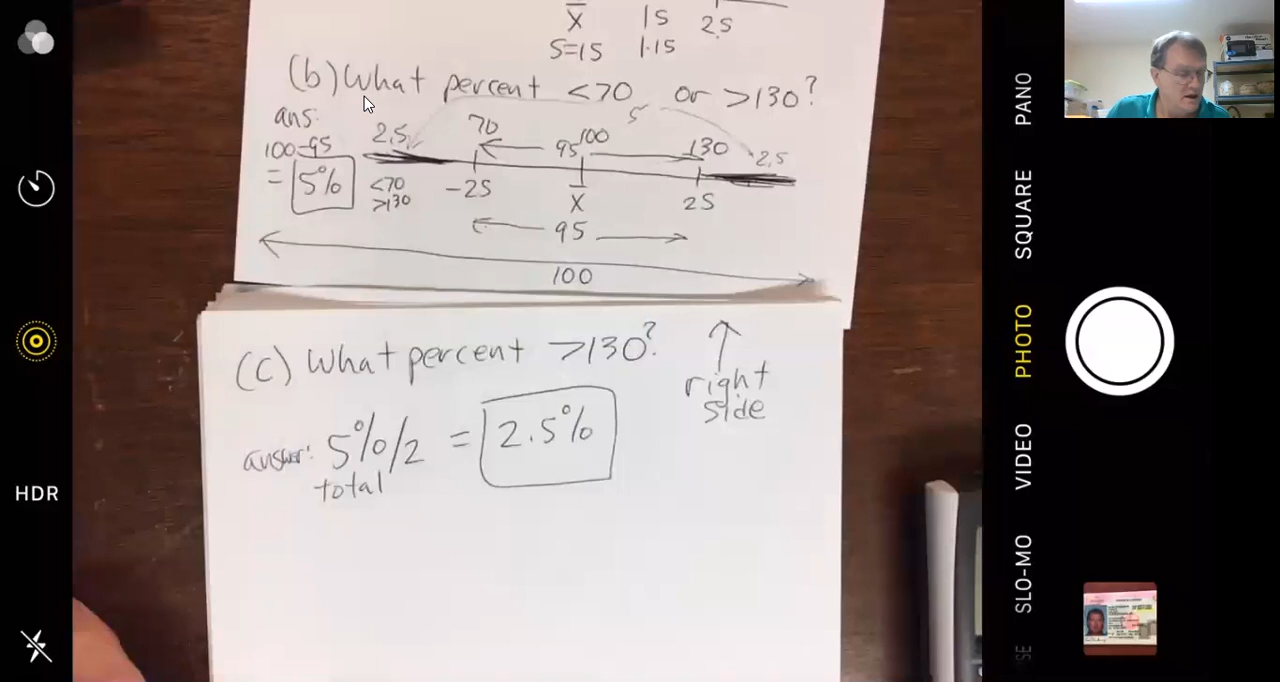 X̄ 1S 2S
S=15 1·15
(b) What percent <70 or >130?
ans:
100-95
= 5%
2.5 70 95 100 130 2.5
5
<70
>130
-2S X̄ 2S
95
100
(c) What percent >130?
right
side
answer: 5%/2 = 2.5%
total
HDR
PANO
SQUARE
PHOTO
VIDEO
SLO-MO
SE